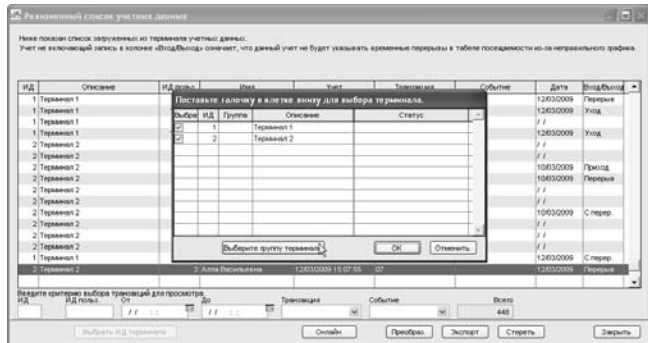 Ревизованный список учетных данных
Ниже показан список загруженных из терминала учетных данных.
Учет не включающий запись в колонке «Вход/Выход» означает, что данный учет не будет указывать временные перерывы в табеле посещаемости из-за неправильного графика.
ИД Описание ИД польз. Имя Учет Транзакция Событие Дата Вход/Выход
1 Терминал 1 12/03/2009 Перерыв
1 Терминал 1 12/03/2009 Уход
1 Терминал 1 / /
1 Терминал 1 12/03/2009 Уход
2 Терминал 2 / /
2 Терминал 2 / /
2 Терминал 2 10/03/2009 Приход
2 Терминал 2 10/03/2009 Перерыв
2 Терминал 2 / /
2 Терминал 2 / /
2 Терминал 2 10/03/2009 С перер.
2 Терминал 2 / /
2 Терминал 2 / /
2 Терминал 2 / /
1 Терминал 1 12/03/2009 С перер.
2 Терминал 2 3 Алла Васильевна 12/03/2009 15:07:55 07 12/03/2009 Перерыв
Поставьте галочку в клетке внизу для выбора терминала.
Выбра ИД Группа Описание Статус
1 Терминал 1
2 Терминал 2
Выберите группу терминал
OK Отменить
Введите критерию выбора транзакций для просмотра.
ИД ИД польз. От До Транзакция Событие Всего
/ / : : / / : : 448
Выбрать ИД терминала Онлайн Преобраз. Экспорт Стереть Закрыть